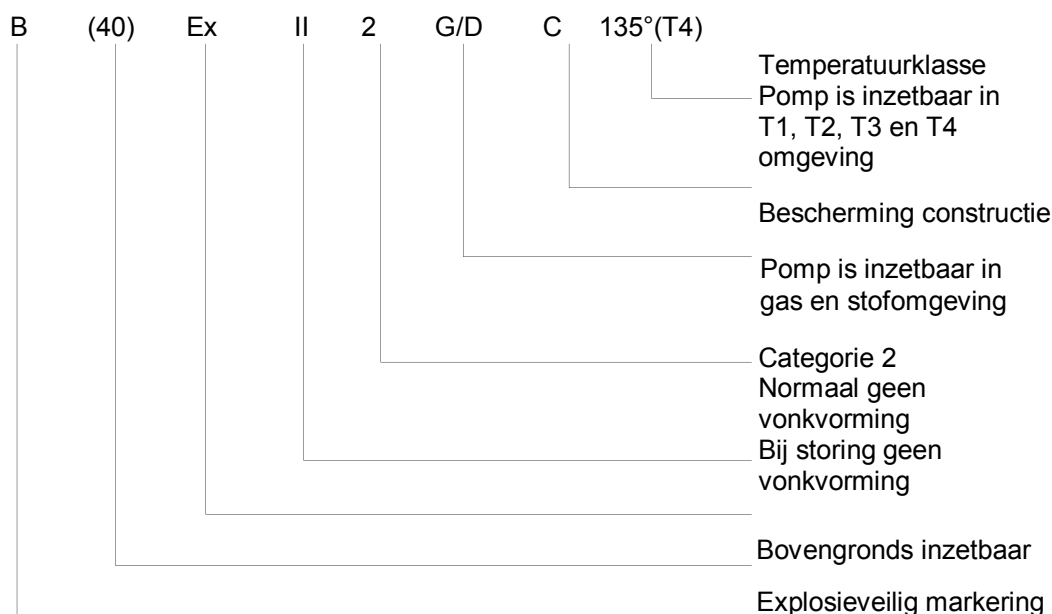 B (40) Ex II 2 G/D C 135°(T4)
Temperatuurklasse
Pomp is inzetbaar in
T1, T2, T3 en T4
omgeving
Bescherming constructie
Pomp is inzetbaar in
gas en stofomgeving
Categorie 2
Normaal geen
vonkvorming
Bij storing geen
vonkvorming
Bovengronds inzetbaar
Explosieveilig markering